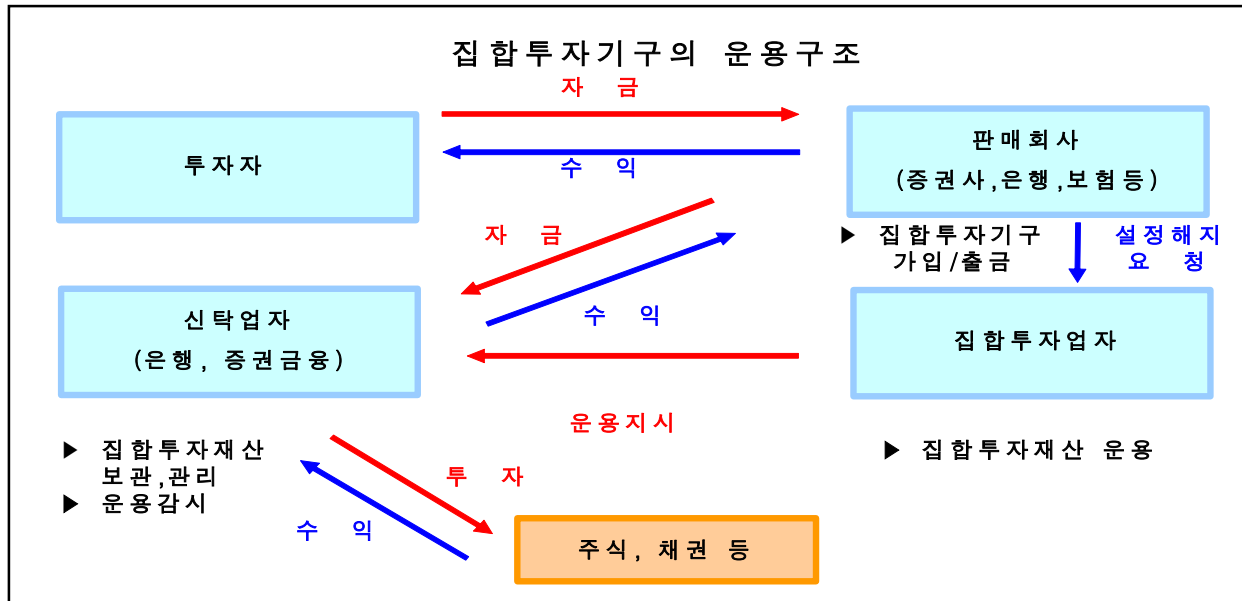 집합투자기구의 운용구조
자 금
투자자
수 익
판매회사
(증권사,은행,보험등)
자 금
▶ 집합투자기구
가입/출금
설정해지
요 청
신탁업자
(은행, 증권금융)
수 익
집합투자업자
운용지시
▶ 집합투자재산
보관,관리
▶ 운용감시
▶ 집합투자재산 운용
투 자
수 익
주식, 채권 등